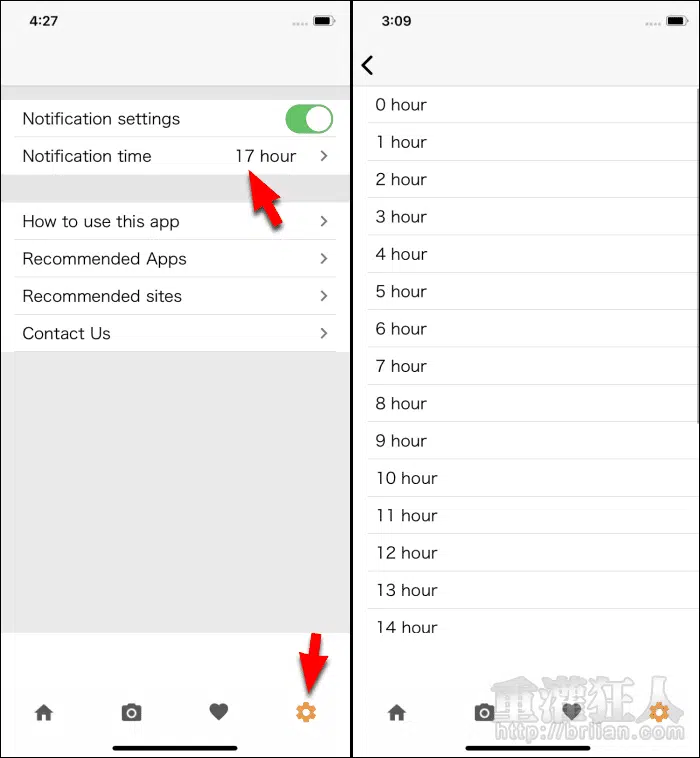 4:27
Notification settings
Notification time 17 hour
How to use this app
Recommended Apps
Recommended sites
Contact Us
3:09
0 hour
1 hour
2 hour
3 hour
4 hour
5 hour
6 hour
7 hour
8 hour
9 hour
10 hour
11 hour
12 hour
13 hour
14 hour
重灌狂人
http://briian.com